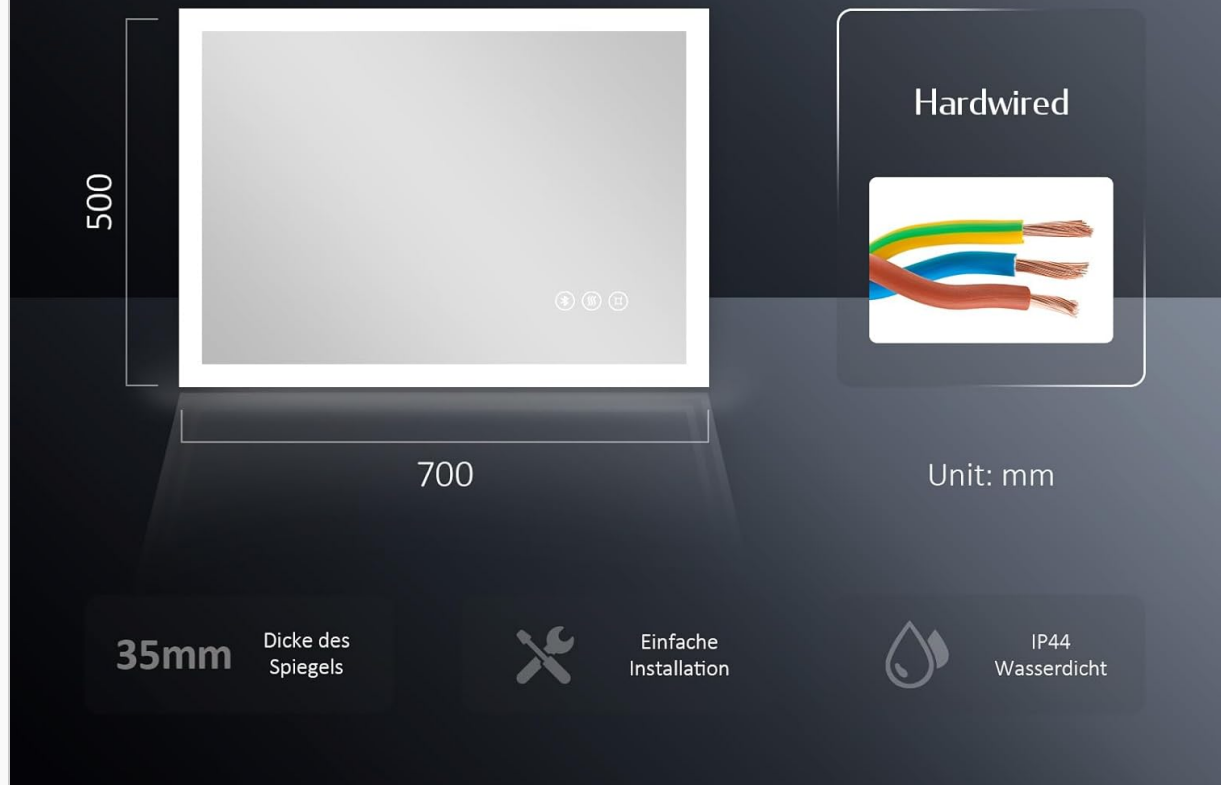 500
Hardwired
700
Unit: mm
35mm
Dicke des
Spiegels
Einfache
Installation
IP44
Wasserdicht